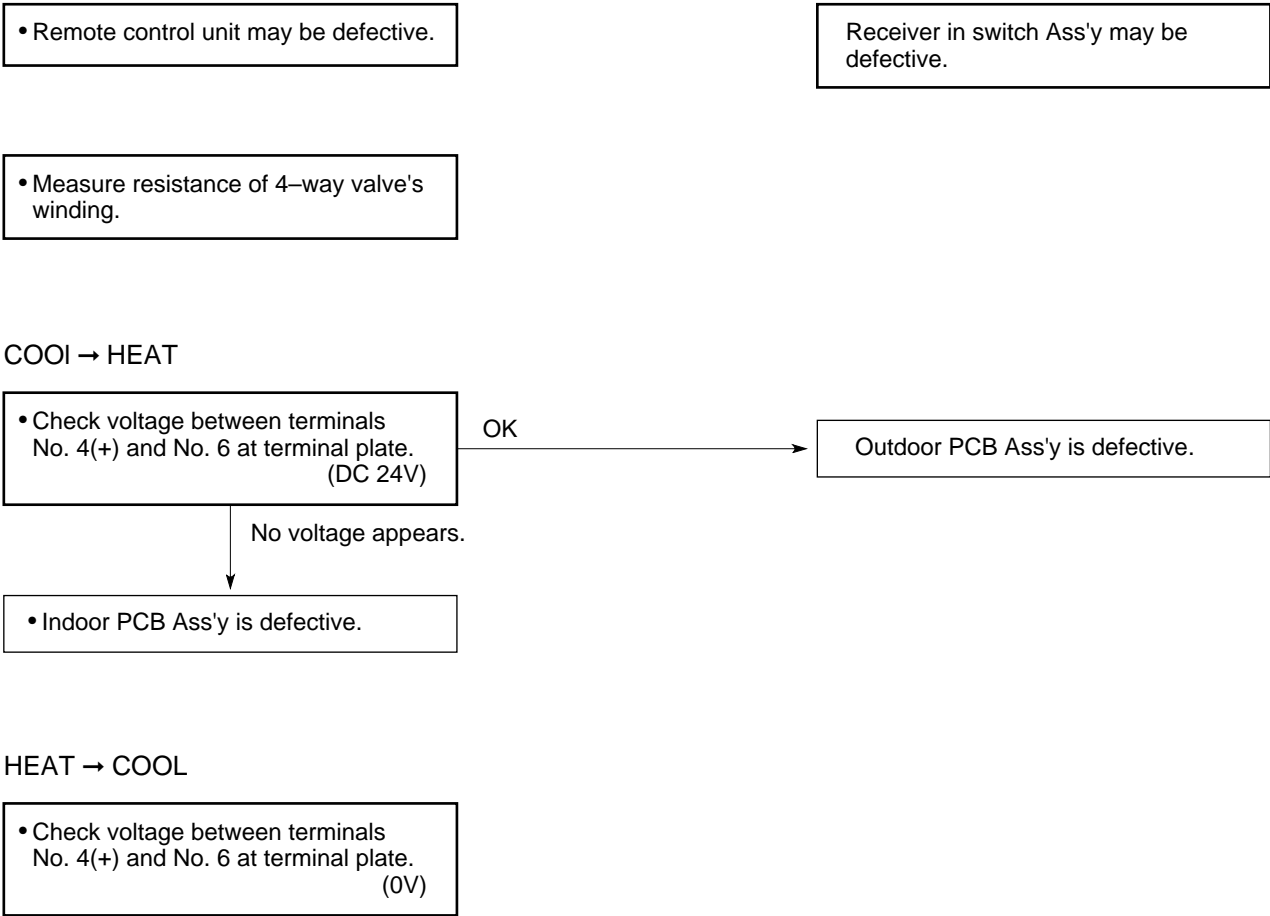 • Remote control unit may be defective.
Receiver in switch Ass'y may be
defective.
• Measure resistance of 4–way valve's
winding.
COOl → HEAT
• Check voltage between terminals
No. 4(+) and No. 6 at terminal plate.
(DC 24V)
OK
Outdoor PCB Ass'y is defective.
No voltage appears.
• Indoor PCB Ass'y is defective.
HEAT → COOL
• Check voltage between terminals
No. 4(+) and No. 6 at terminal plate.
(0V)